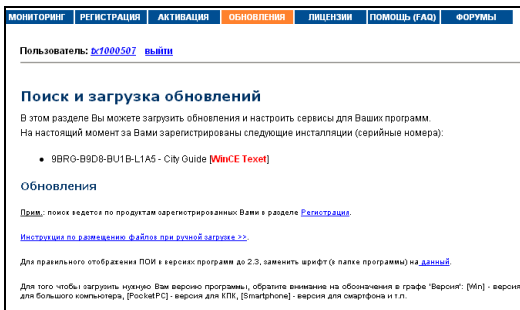 МОНИТОРИНГ РЕГИСТРАЦИЯ АКТИВАЦИЯ ОБНОВЛЕНИЯ ЛИЦЕНЗИИ ПОМОЩЬ (FAQ) ФОРУМЫ
Пользователь: tx1000507 выйти
Поиск и загрузка обновлений
В этом разделе Вы можете загрузить обновления и настроить сервисы для Ваших программ.
На настоящий момент за Вами зарегистрированы следующие инсталляции (серийные номера):
• 9BRG-B9D8-BU1B-L1A5 - City Guide [WinCE Texet]
Обновления
Прим.: поиск ведется по продуктам зарегистрированных Вами в разделе Регистрация.
Инструкция по размещению файлов при ручной загрузке >>.
Для правильного отображения ПОИ в версиях программ до 2.3, заменить шрифт (в папке программы) на данный.
Для того чтобы загрузить нужную Вам версию программы, обратите внимание на обозначения в графе 'Версия': [Win] - версия
для большого компьютера, [PocketPC] - версия для КПК, [Smartphone] - версия для смартфона и т.п.